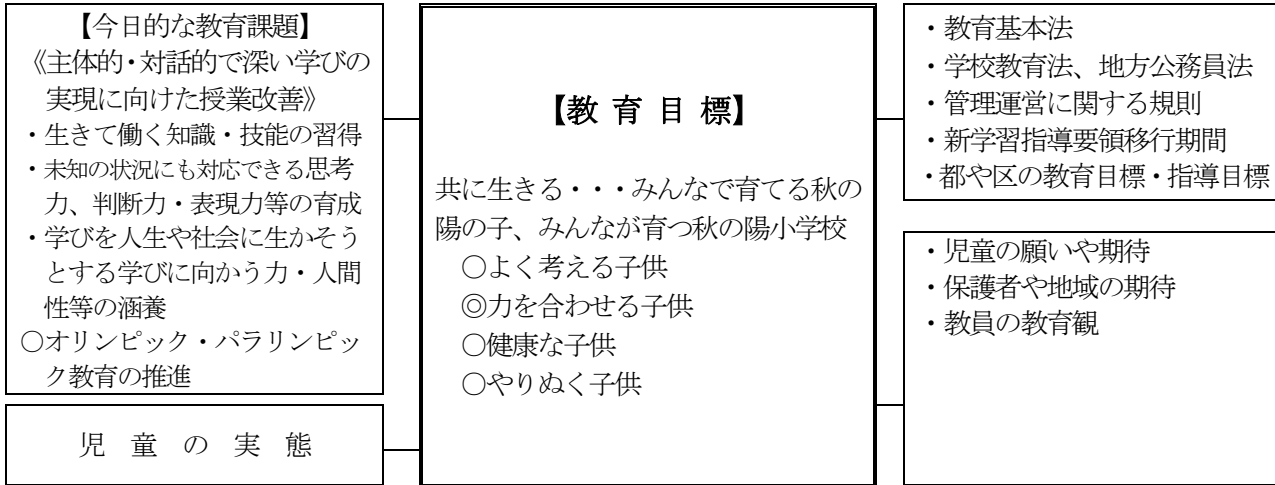 【今日的な教育課題】
《主体的・対話的で深い学びの
実現に向けた授業改善》
・生きて働く知識・技能の習得
・未知の状況にも対応できる思考
力、判断力・表現力等の育成
・学びを人生や社会に生かそう
とする学びに向かう力・人間
性等の涵養
○オリンピック・パラリンピッ
ク教育の推進
児 童 の 実 態
【教 育 目 標】
共に生きる・・・みんなで育てる秋の
陽の子、みんなが育つ秋の陽小学校
○よく考える子供
◎力を合わせる子供
○健康な子供
○やりぬく子供
・教育基本法
・学校教育法、地方公務員法
・管理運営に関する規則
・新学習指導要領移行期間
・都や区の教育目標・指導目標
・児童の願いや期待
・保護者や地域の期待
・教員の教育観